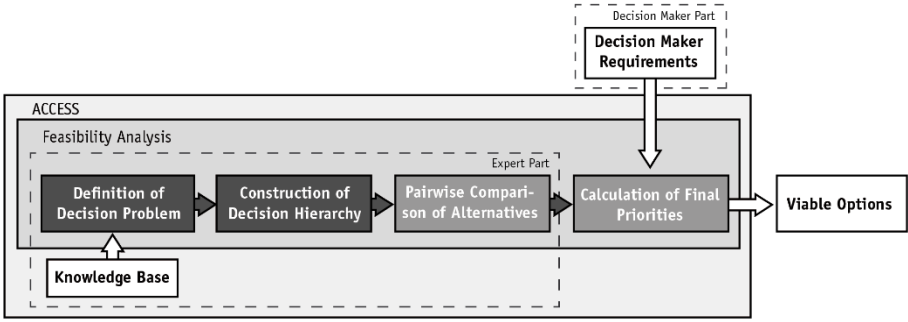 Decision Maker Part
Decision Maker
Requirements
ACCESS
Feasibility Analysis
Expert Part
Definition of
Decision Problem
Construction of
Decision Hierarchy
Pairwise Compari-
son of Alternatives
Calculation of Final
Priorities
Viable Options
Knowledge Base